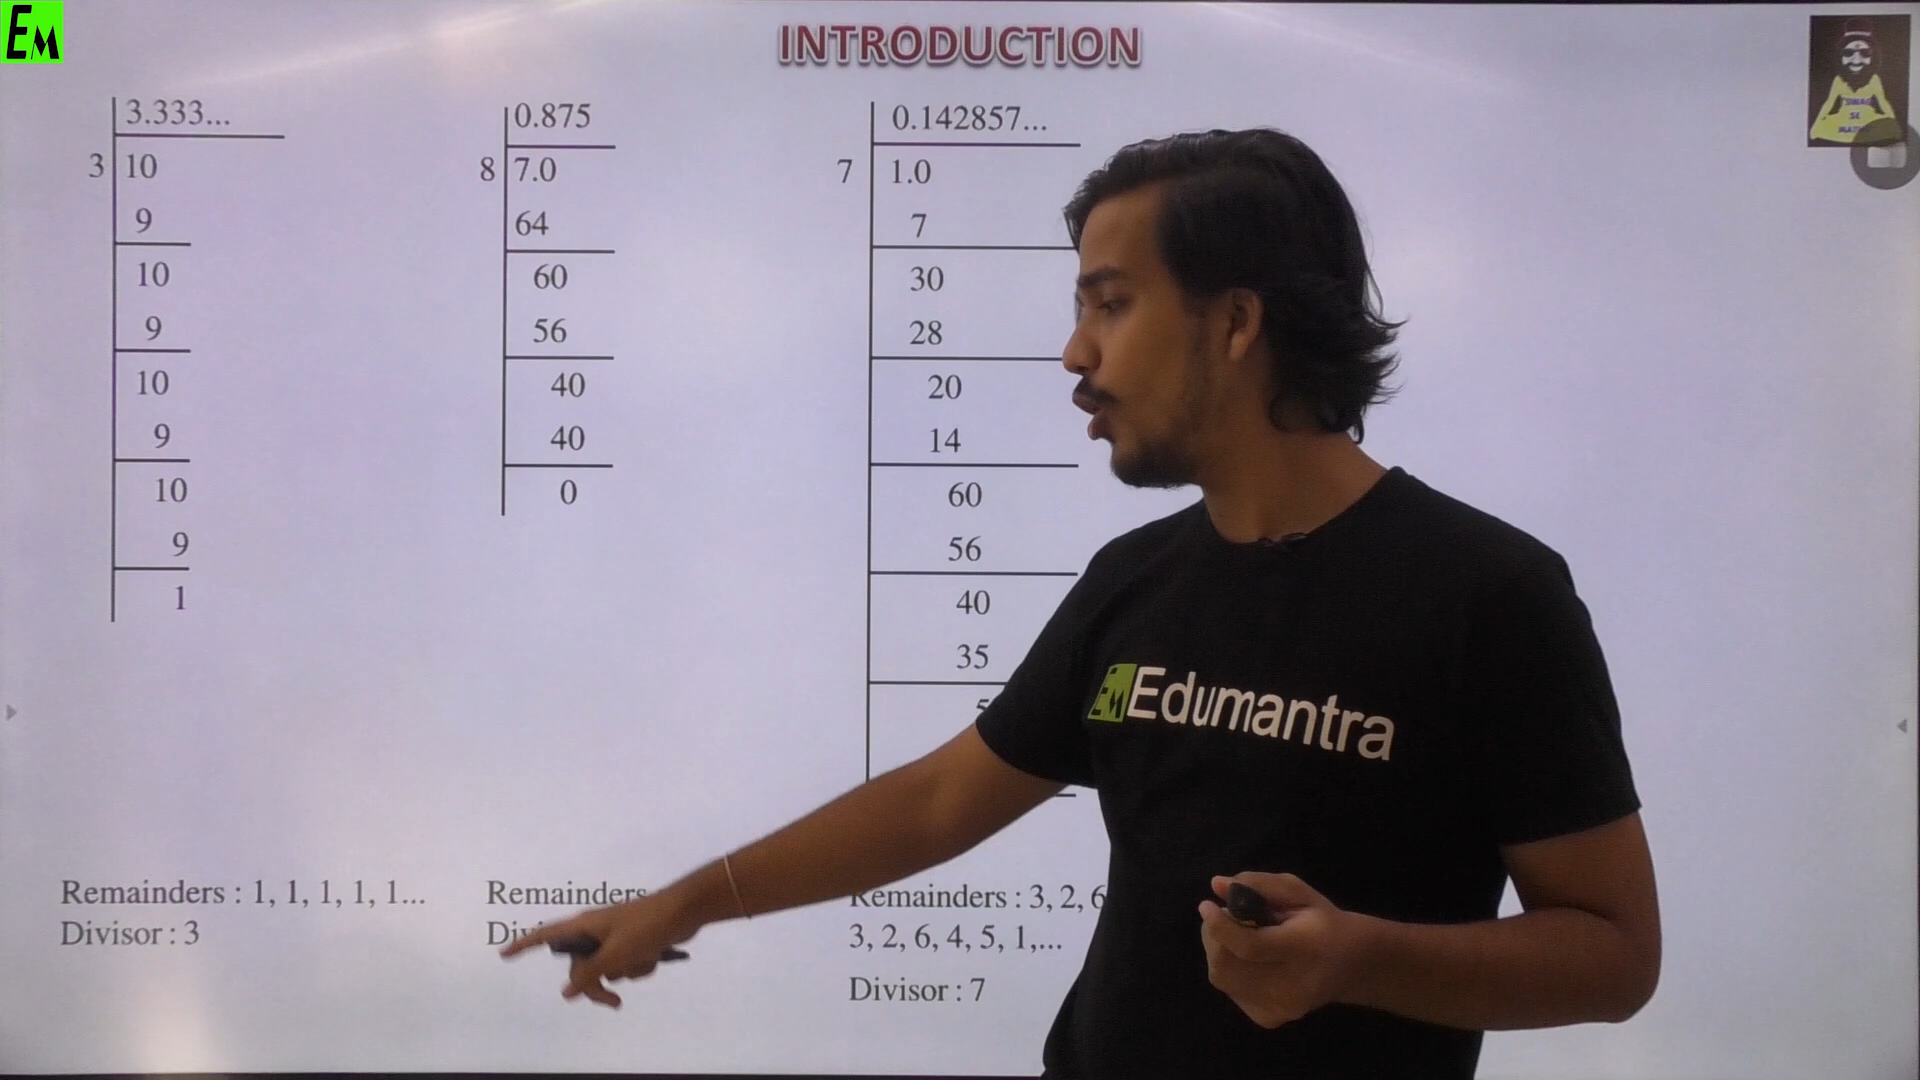 EM
INTRODUCTION
3.333...
3 10
9
10
9
10
9
10
9
1
0.875
8 7.0
64
60
56
40
40
0
0.142857...
7 1.0
7
30
28
20
14
60
56
40
35
Remainders : 1, 1, 1, 1, 1...
Divisor : 3
Remainders
Remainders : 3, 2, 6
3, 2, 6, 4, 5, 1,...
Divisor : 7
EM Edumantra
SWAG
SE